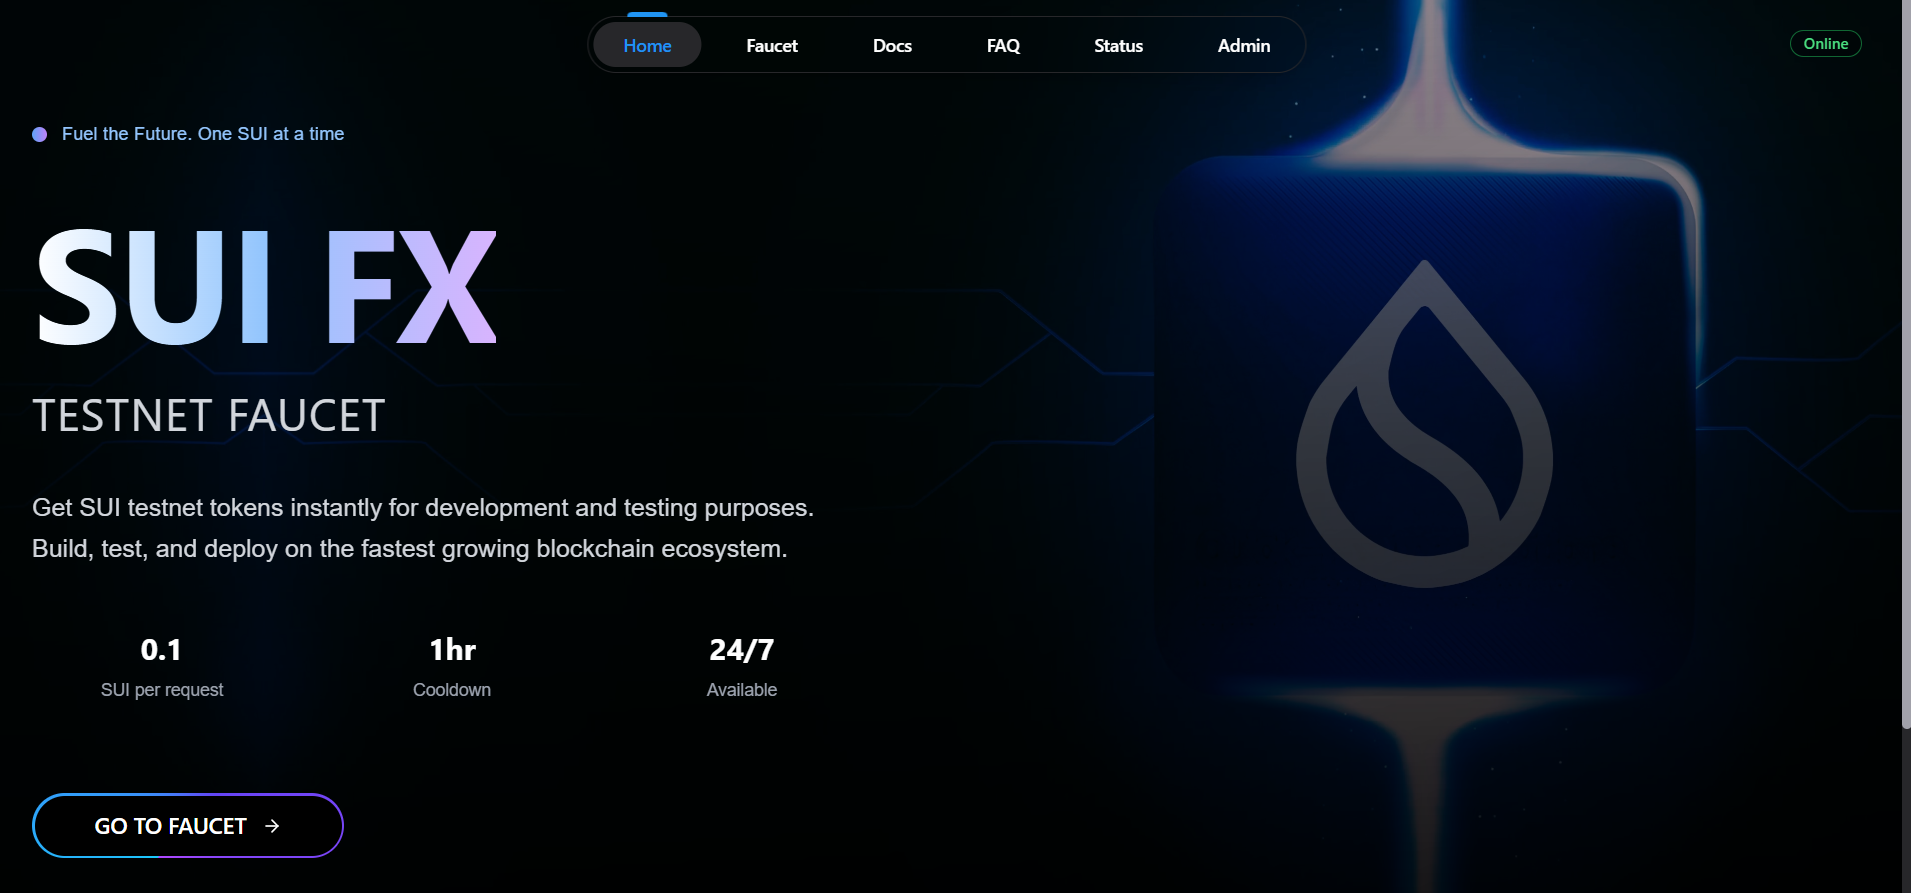 Home Faucet Docs FAQ Status Admin
Online
Fuel the Future. One SUI at a time
SUI FX
TESTNET FAUCET
Get SUI testnet tokens instantly for development and testing purposes.
Build, test, and deploy on the fastest growing blockchain ecosystem.
0.1 1hr 24/7
SUI per request Cooldown Available
GO TO FAUCET →